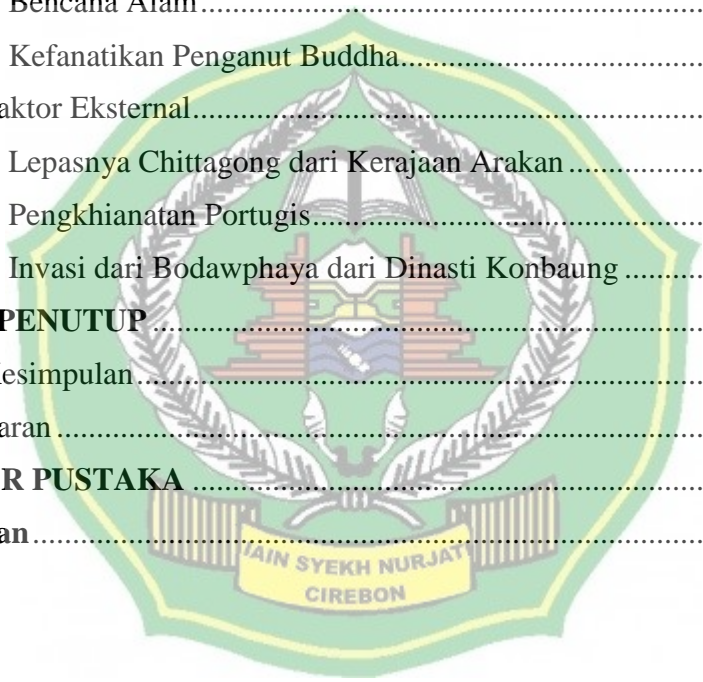 Bencana Alam........................................................
Kefanatikan Penganut Buddha........................................................
aktor Eksternal........................................................
Lepasnya Chittagong dari Kerajaan Arakan........................................................
Pengkhianatan Portugis........................................................
Invasi dari Bodawphaya dari Dinasti Konbaung........................................................
PENUTUP........................................................
esimpulan........................................................
aran........................................................
R PUSTAKA........................................................
an........................................................
IAIN SYEKH NURJATI
CIREBON